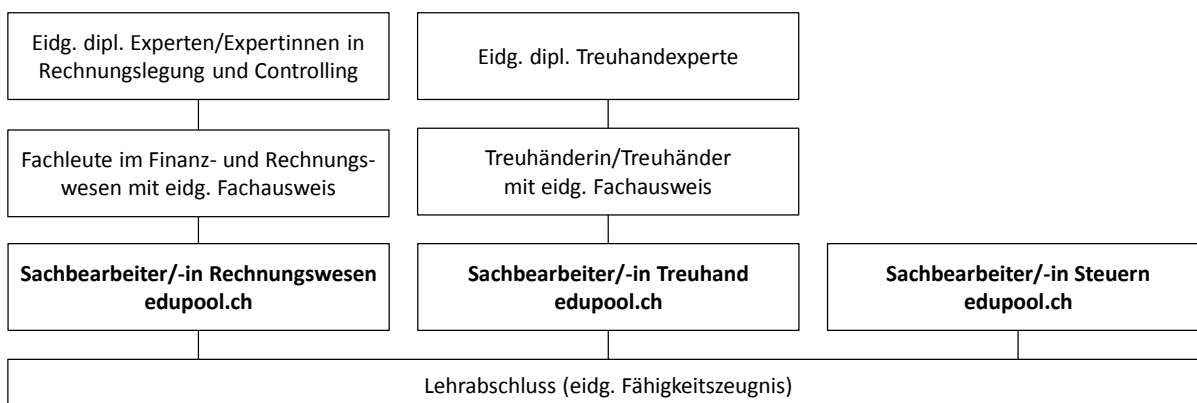 Eidg. dipl. Experten/Expertinnen in
Rechnungslegung und Controlling
Eidg. dipl. Treuhandexperte
Fachleute im Finanz- und Rechnungs-
wesen mit eidg. Fachausweis
Treuhänderin/Treuhänder
mit eidg. Fachausweis
Sachbearbeiter/-in Rechnungswesen
edupool.ch
Sachbearbeiter/-in Treuhand
edupool.ch
Sachbearbeiter/-in Steuern
edupool.ch
Lehrabschluss (eidg. Fähigkeitszeugnis)